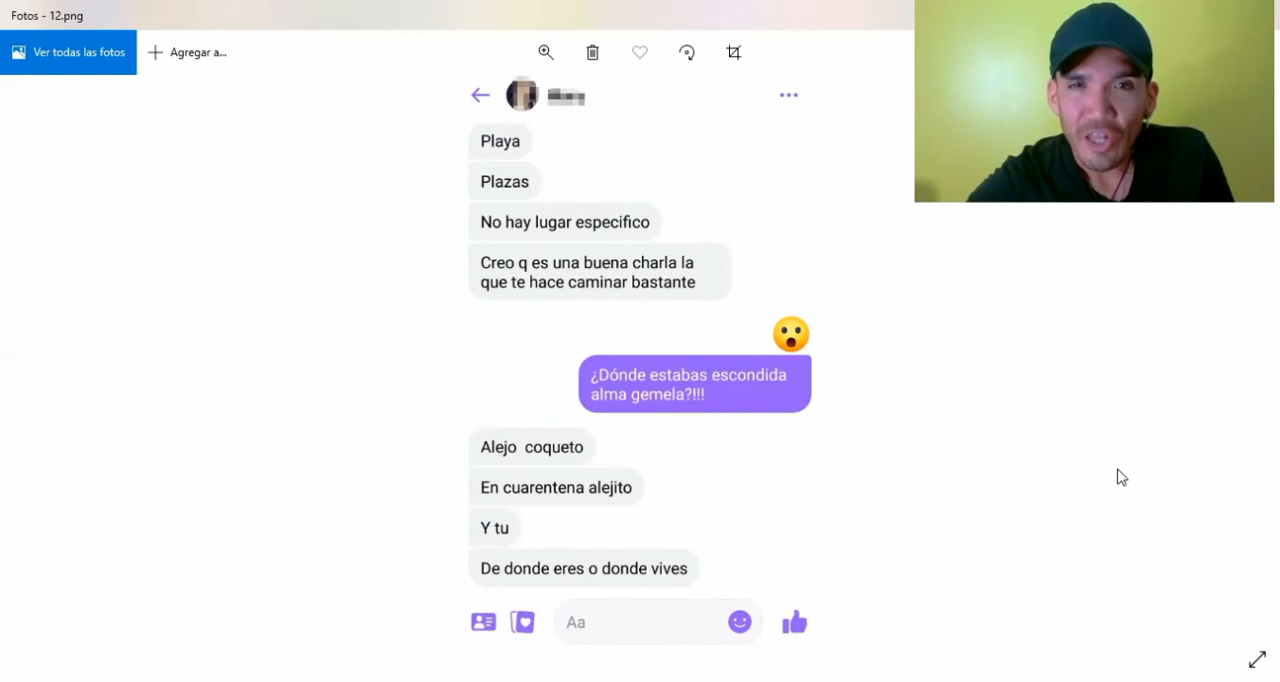 Fotos - 12.png
Ver todas las fotos
Agregar a...
Playa
Plazas
No hay lugar especifico
Creo q es una buena charla la
que te hace caminar bastante
¿Dónde estabas escondida
alma gemela?!!!
Alejo coqueto
En cuarentena alejito
Y tu
De donde eres o donde vives
Aa